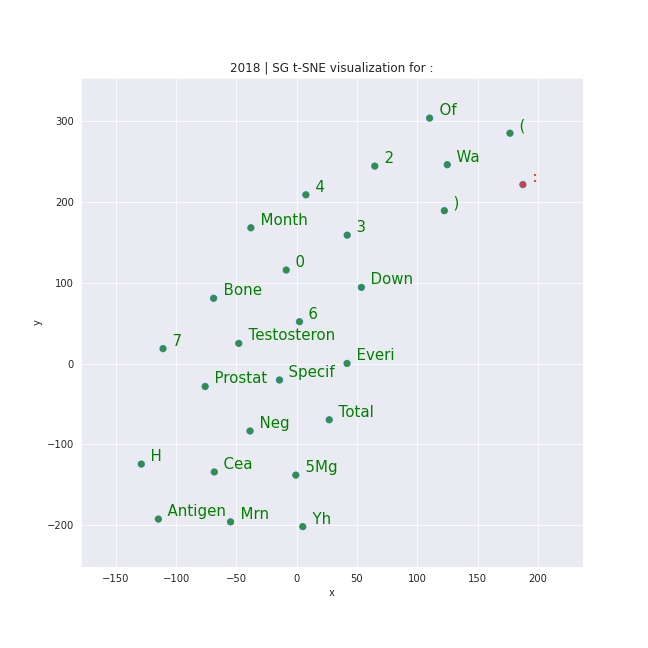 2018 | SG t-SNE visualization for :
Of
(
2
Wa
:
4
)
Month
3
0
Down
Bone
6
7
Testosteron
Everi
Prostat
Specif
Total
Neg
H
Cea
5Mg
Antigen
Mrn
Yh
300
200
100
0
−100
−200
y
−150
−100
−50
0
50
100
150
200
x